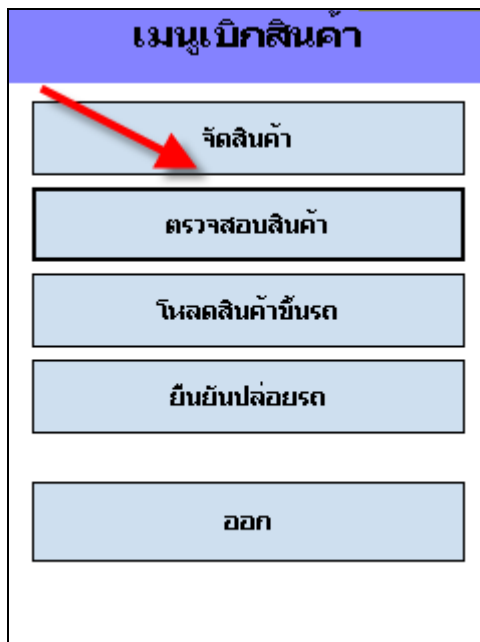 เมนูเบิกสินค้า
จัดสินค้า
ตรวจสอบสินค้า
โหลดสินค้าขึ้นรถ
ยืนยันปล่อยรถ
ออก